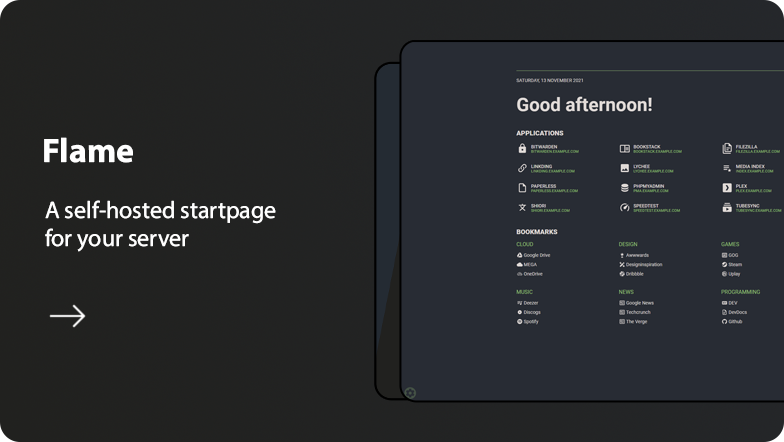 Flame
A self-hosted startpage
for your server
SATURDAY, 13 NOVEMBER 2021
Good afternoon!
APPLICATIONS
BITWARDEN
BITWARDEN.EXAMPLE.COM
BOOKSTACK
BOOKSTACK.EXAMPLE.COM
FILEZILLA
FILEZILLA.EXAMPLE.COM
LINKDING
LINKDING.EXAMPLE.COM
LYCHEE
LYCHEE.EXAMPLE.COM
MEDIA INDEX
INDEX.EXAMPLE.COM
PAPERLESS
PAPERLESS.EXAMPLE.COM
PHPMYADMIN
PMA.EXAMPLE.COM
PLEX
PLEX.EXAMPLE.COM
SHIORI
SHIORI.EXAMPLE.COM
SPEEDTEST
SPEEDTEST.EXAMPLE.COM
TUBESYNC
TUBESYNC.EXAMPLE.COM
BOOKMARKS
CLOUD
Google Drive
MEGA
OneDrive
DESIGN
Awwwards
Designinspiration
Dribbble
GAMES
GOG
Steam
Uplay
MUSIC
Deezer
Discogs
Spotify
NEWS
Google News
Techcrunch
The Verge
PROGRAMMING
DEV
DevDocs
Github